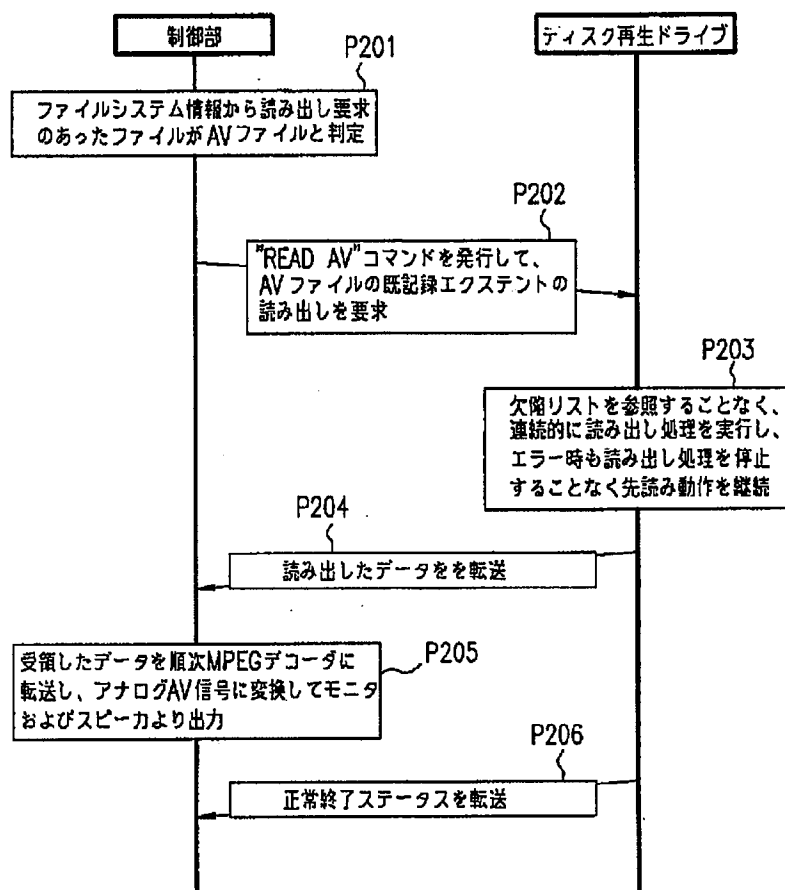 制御部
ディスク再生ドライブ
P201
ファイルシステム情報から読み出し要求
のあったファイルがAVファイルと判定
P202
"READ AV"コマンドを発行して、
AVファイルの既記録エクステントの
読み出しを要求
P203
欠陥リストを参照することなく、
連続的に読み出し処理を実行し、
エラー時も読み出し処理を停止
することなく先読み動作を継続
P204
読み出したデータをを転送
受領したデータを順次MPEGデコーダに
転送し、アナログAV信号に変換してモニタ
およびスピーカより出力
P205
P206
正常終了ステータスを転送